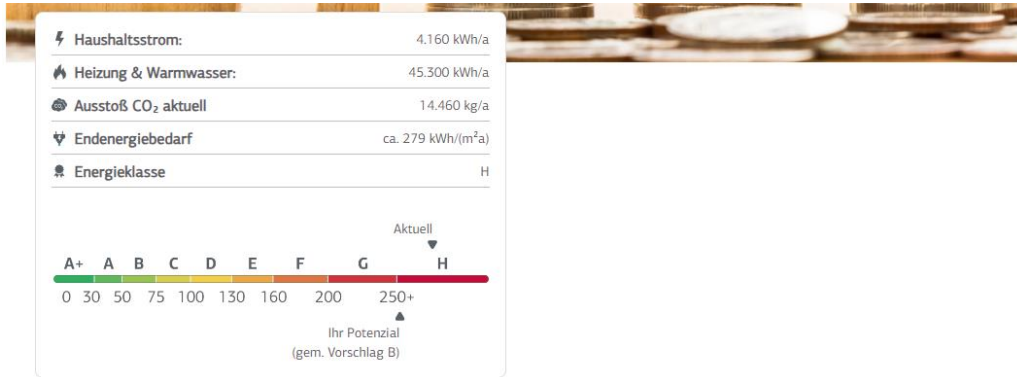 Haushaltsstrom: 4.160 kWh/a
Heizung & Warmwasser: 45.300 kWh/a
Ausstoß CO₂ aktuell 14.460 kg/a
Endenergiebedarf ca. 279 kWh/(m²a)
Energieklasse H
Aktuell
A+ A B C D E F G H
0 30 50 75 100 130 160 200 250+
Ihr Potenzial
(gem. Vorschlag B)